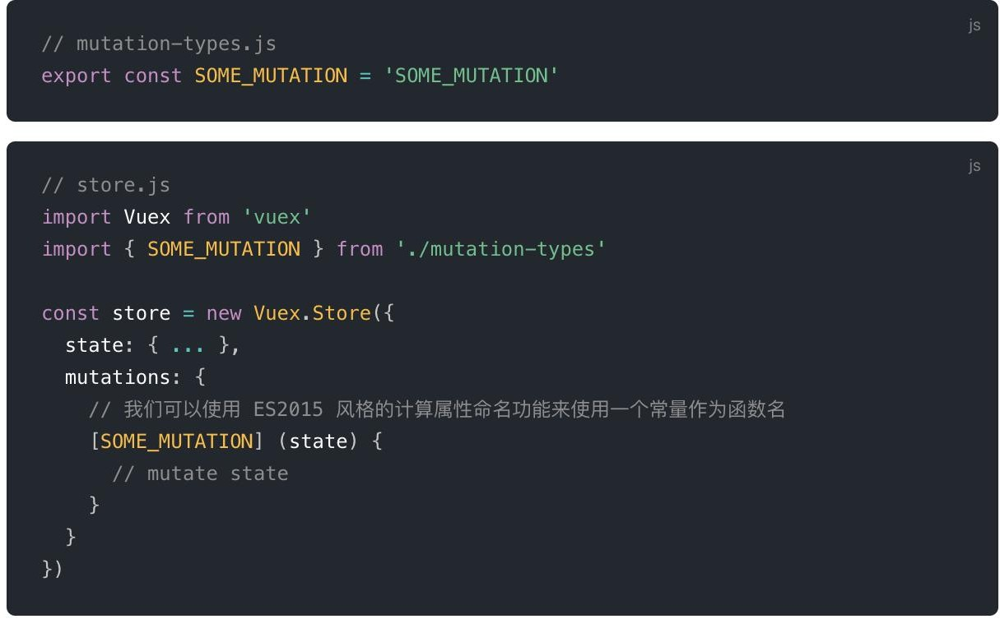 js
// mutation-types.js
export const SOME_MUTATION = 'SOME_MUTATION'
js
// store.js
import Vuex from 'vuex'
import { SOME_MUTATION } from './mutation-types'
const store = new Vuex.Store({
  state: { ... },
  mutations: {
    // 我们可以使用 ES2015 风格的计算属性命名功能来使用一个常量作为函数名
    [SOME_MUTATION] (state) {
      // mutate state
    }
  }
})